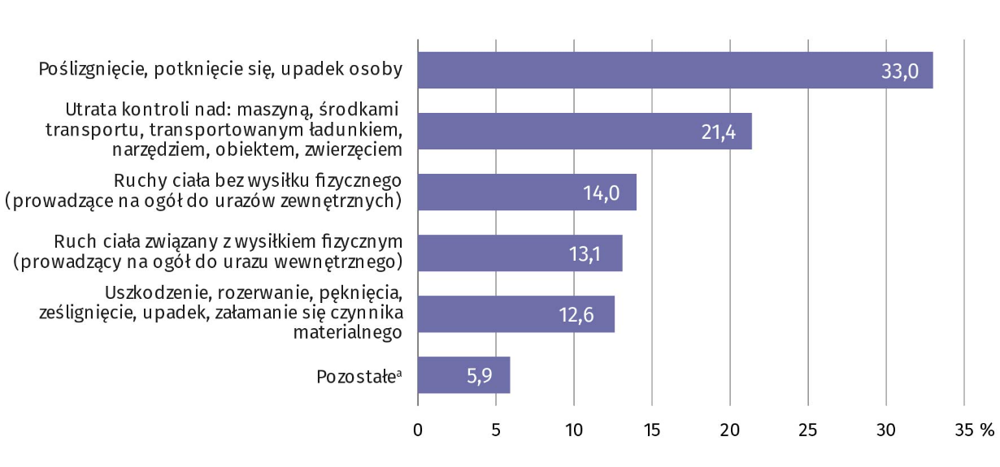 Poślizgnięcie, potknięcie się, upadek osoby
33,0
Utrata kontroli nad: maszyną, środkami
transportu, transportowanym ładunkiem,
narzędziem, obiektem, zwierzęciem
21,4
Ruchy ciała bez wysiłku fizycznego
(prowadzące na ogół do urazów zewnętrznych)
14,0
Ruch ciała związany z wysiłkiem fizycznym
(prowadzący na ogół do urazu wewnętrznego)
13,1
Uszkodzenie, rozerwanie, pęknięcia,
ześlignięcie, upadek, załamanie się czynnika
materialnego
12,6
Pozostałeᵃ
5,9
0 5 10 15 20 25 30 35 %